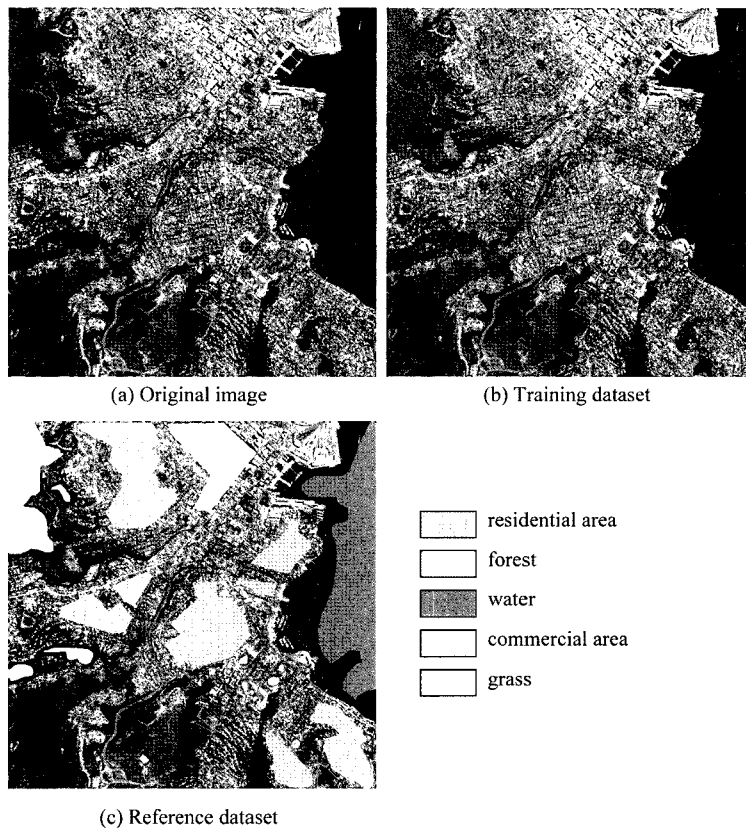 (a) Original image
(b) Training dataset
residential area
forest
water
commercial area
grass
(c) Reference dataset